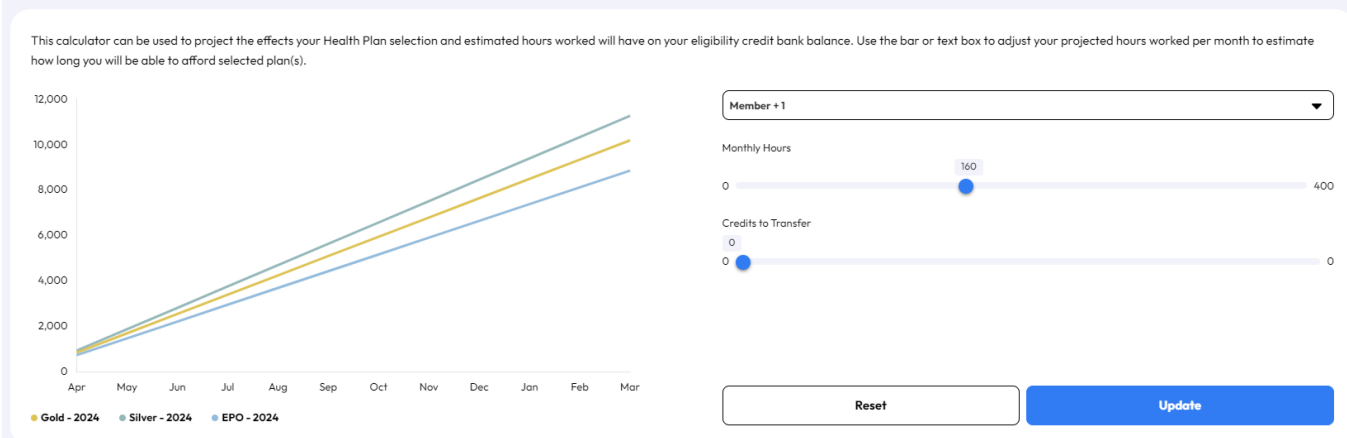 This calculator can be used to project the effects your Health Plan selection and estimated hours worked will have on your eligibility credit bank balance. Use the bar or text box to adjust your projected hours worked per month to estimate
how long you will be able to afford selected plan(s).
12,000
10,000
8,000
6,000
4,000
2,000
0
Apr May Jun Jul Aug Sep Oct Nov Dec Jan Feb Mar
Gold - 2024 Silver - 2024 EPO - 2024
Member + 1
Monthly Hours
160
0 400
Credits to Transfer
0
0 0
Reset Update